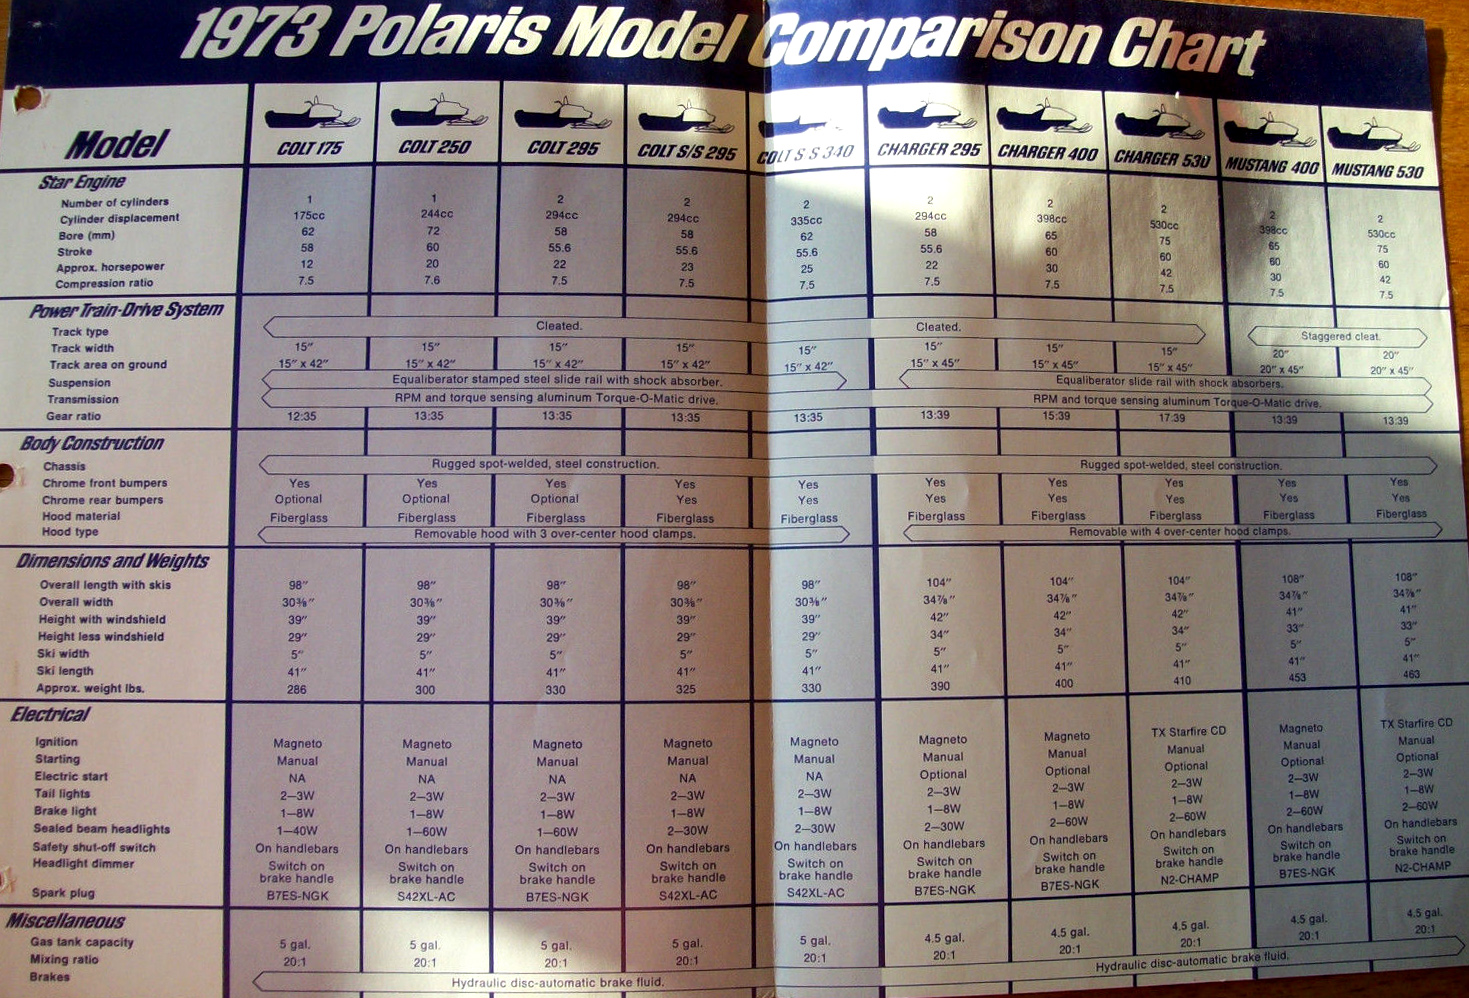 1973 Polaris Model Comparison Chart
Model COLT 175 COLT 250 COLT 295 COLT S/S 295 COLT S/S 340 CHARGER 295 CHARGER 400 CHARGER 530 MUSTANG 400 MUSTANG 530
Star Engine
Number of cylinders 1 1 2 2 2 2 2 2 2 2
Cylinder displacement 175cc 244cc 294cc 294cc 335cc 294cc 398cc 530cc 398cc 530cc
Bore (mm) 62 72 58 58 62 58 65 75 65 75
Stroke 58 60 55.6 55.6 55.6 55.6 60 60 60 60
Approx. horsepower 12 20 22 23 25 22 30 42 30 42
Compression ratio 7.5 7.6 7.5 7.5 7.5 7.5 7.5 7.5 7.5 7.5
Power Train-Drive System
Track type Cleated. Cleated. Staggered cleat.
Track width 15″ 15″ 15″ 15″ 15″ 15″ 15″ 15″ 20″ 20″
Track area on ground 15″ x 42″ 15″ x 42″ 15″ x 42″ 15″ x 42″ 15″ x 42″ 15″ x 45″ 15″ x 45″ 15″ x 45″ 20″ x 45″ 20″ x 45″
Suspension Equaliberator stamped steel slide rail with shock absorber. Equaliberator slide rail with shock absorbers.
Transmission RPM and torque sensing aluminum Torque-O-Matic drive. RPM and torque sensing aluminum Torque-O-Matic drive.
Gear ratio 12:35 13:35 13:35 13:35 13:35 13:39 15:39 17:39 13:39 13:39
Body Construction
Chassis Rugged spot-welded, steel construction. Rugged spot-welded, steel construction.
Chrome front bumpers Yes Yes Yes Yes Yes Yes Yes Yes Yes Yes
Chrome rear bumpers Optional Optional Optional Yes Yes Yes Yes Yes Yes Yes
Hood material Fiberglass Fiberglass Fiberglass Fiberglass Fiberglass Fiberglass Fiberglass Fiberglass Fiberglass Fiberglass
Hood type Removable hood with 3 over-center hood clamps. Removable with 4 over-center hood clamps.
Dimensions and Weights
Overall length with skis 98″ 98″ 98″ 98″ 98″ 104″ 104″ 104″ 108″ 108″
Overall width 30⅜″ 30⅜″ 30⅜″ 30⅜″ 30⅜″ 34⅞″ 34⅞″ 34⅞″ 34⅞″ 34⅞″
Height with windshield 39″ 39″ 39″ 39″ 39″ 42″ 42″ 42″ 41″ 41″
Height less windshield 29″ 29″ 29″ 29″ 29″ 34″ 34″ 34″ 33″ 33″
Ski width 5″ 5″ 5″ 5″ 5″ 5″ 5″ 5″ 5″ 5″
Ski length 41″ 41″ 41″ 41″ 41″ 41″ 41″ 41″ 41″ 41″
Approx. weight lbs. 286 300 330 325 330 390 400 410 453 463
Electrical
Ignition Magneto Magneto Magneto Magneto Magneto Magneto Magneto TX Starfire CD Magneto TX Starfire CD
Starting Manual Manual Manual Manual Manual Manual Manual Manual Manual Manual
Electric start NA NA NA NA NA Optional Optional Optional Optional Optional
Tail lights 2—3W 2—3W 2—3W 2—3W 2—3W 2—3W 2—3W 2—3W 2—3W 2—3W
Brake light 1—8W 1—8W 1—8W 1—8W 1—8W 1—8W 1—8W 1—8W 1—8W 1—8W
Sealed beam headlights 1—40W 1—60W 1—60W 2—30W 2—30W 2—30W 2—60W 2—60W 2—60W 2—60W
Safety shut-off switch On handlebars On handlebars On handlebars On handlebars On handlebars On handlebars On handlebars On handlebars On handlebars On handlebars
Headlight dimmer Switch on Switch on Switch on Switch on Switch on Switch on Switch on Switch on Switch on Switch on
brake handle brake handle brake handle brake handle brake handle brake handle brake handle brake handle brake handle brake handle
Spark plug B7ES-NGK S42XL-AC B7ES-NGK S42XL-AC S42XL-AC B7ES-NGK B7ES-NGK N2-CHAMP B7ES-NGK N2-CHAMP
Miscellaneous
Gas tank capacity 5 gal. 5 gal. 5 gal. 5 gal. 5 gal. 4.5 gal. 4.5 gal. 4.5 gal. 4.5 gal. 4.5 gal.
Mixing ratio 20:1 20:1 20:1 20:1 20:1 20:1 20:1 20:1 20:1 20:1
Brakes Hydraulic disc-automatic brake fluid. Hydraulic disc-automatic brake fluid.